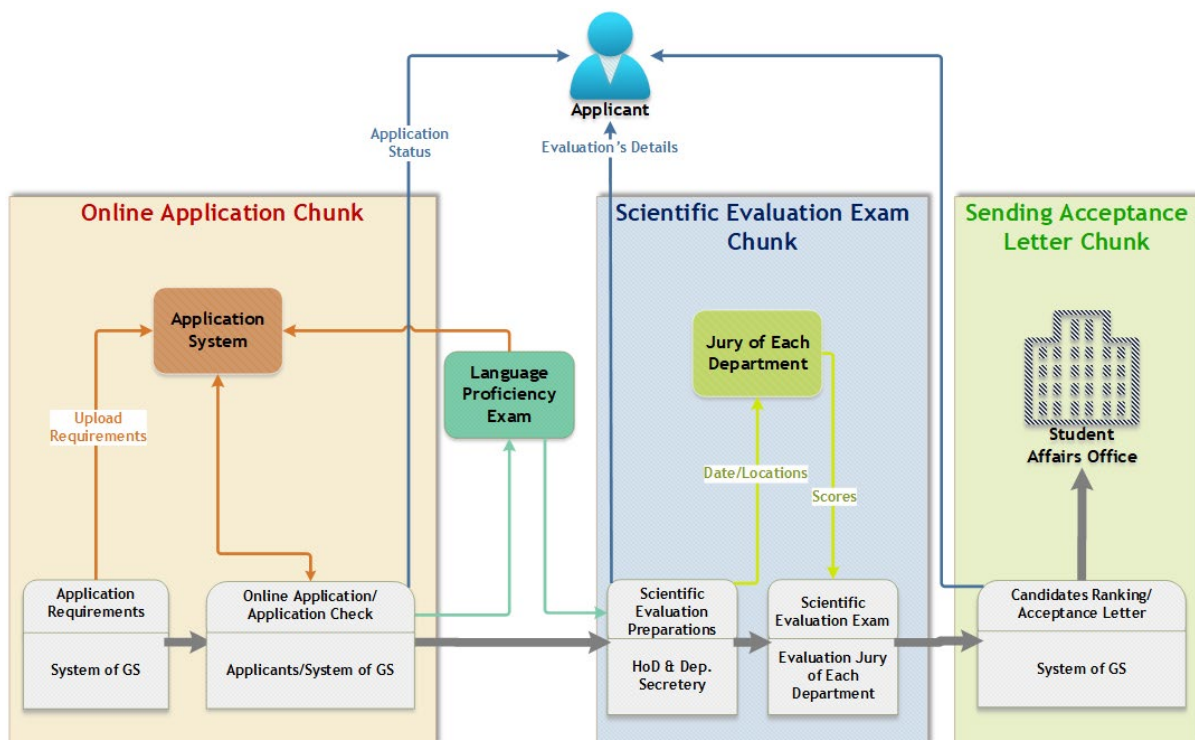 Applicant
Application
Status
Evaluation's Details
Online Application Chunk
Scientific Evaluation Exam
Chunk
Sending Acceptance
Letter Chunk
Application
System
Language
Proficiency
Exam
Jury of Each
Department
Student
Affairs Office
Upload
Requirements
Date/Locations
Scores
Application
Requirements
System of GS
Online Application/
Application Check
Applicants/System of GS
Scientific
Evaluation
Preparations
HoD & Dep.
Secretery
Scientific
Evaluation Exam
Evaluation Jury
of Each
Department
Candidates Ranking/
Acceptance Letter
System of GS